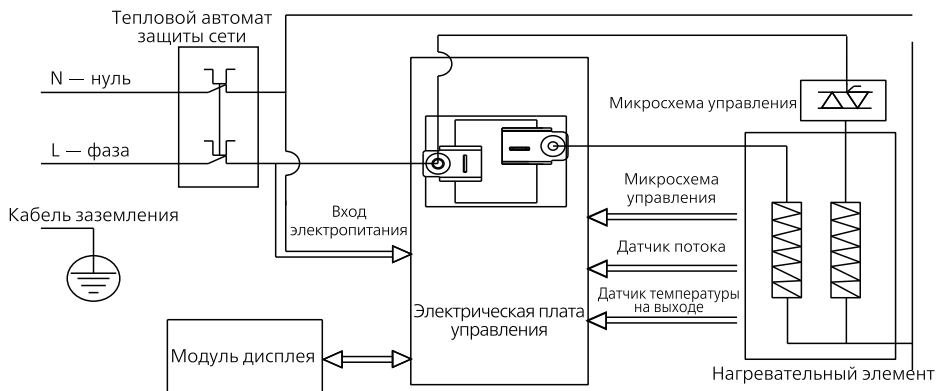 Тепловой автомат
защиты сети
N — нуль
L — фаза
Кабель заземления
Вход
электропитания
Микросхема управления
Микросхема
управления
Датчик потока
Датчик температуры
на выходе
Электрическая плата
управления
Модуль дисплея
Нагревательный элемент